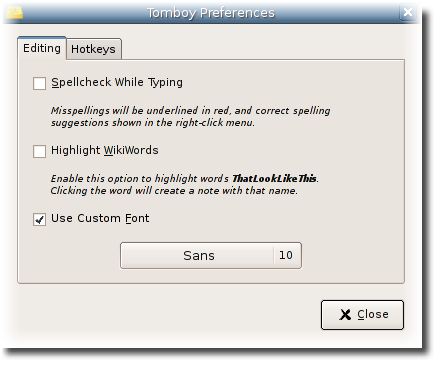 Tomboy Preferences
Editing
Hotkeys
Spellcheck While Typing
Misspellings will be underlined in red, and correct spelling
suggestions shown in the right-click menu.
Highlight WikiWords
Enable this option to highlight words ThatLookLikeThis.
Clicking the word will create a note with that name.
Use Custom Font
Sans 10
Close